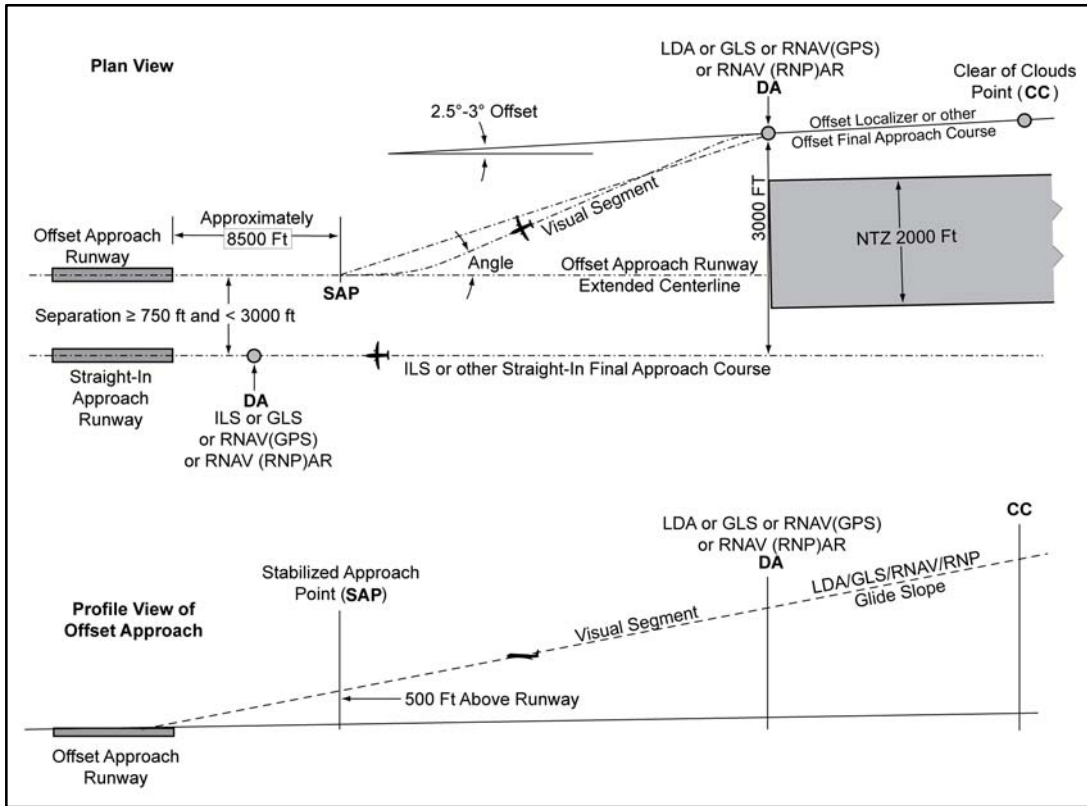 Plan View
LDA or GLS or RNAV(GPS)
or RNAV (RNP)AR
DA
Clear of Clouds
Point (CC)
2.5°-3° Offset
Offset Localizer or other
Offset Final Approach Course
Visual Segment
3000 FT
NTZ 2000 Ft
Approximately
8500 Ft
Offset Approach
Runway
Angle
SAP
Offset Approach Runway
Extended Centerline
Separation ≥ 750 ft and < 3000 ft
ILS or other Straight-In Final Approach Course
Straight-In
Approach
Runway
DA
ILS or GLS
or RNAV(GPS)
or RNAV (RNP)AR
CC
LDA or GLS or RNAV(GPS)
or RNAV (RNP)AR
DA
Stabilized Approach
Point (SAP)
LDA/GLS/RNAV/RNP
Glide Slope
Profile View of
Offset Approach
Visual Segment
500 Ft Above Runway
Offset Approach
Runway